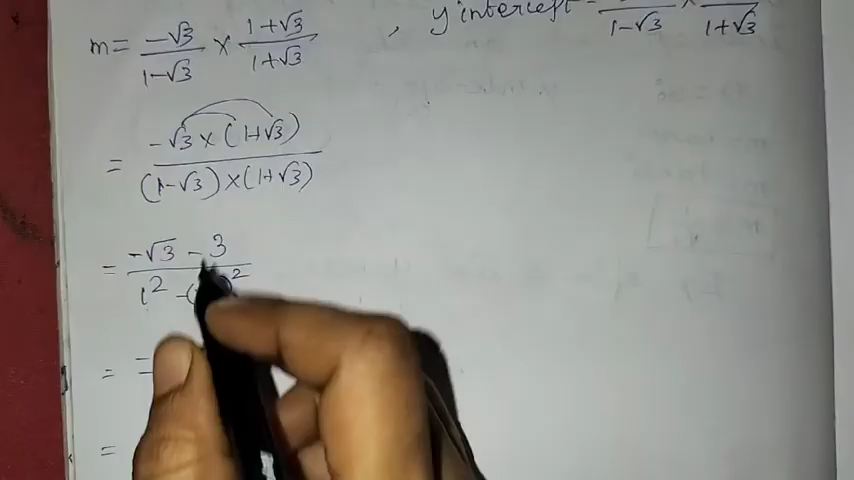 m = -√3/1-√3 × 1+√3/1+√3 , y intercept = /1-√3 × /1+√3
= -√3 × (1+√3)/(1-√3) × (1+√3)
= -√3 - 3/1² - ( )²
=
=